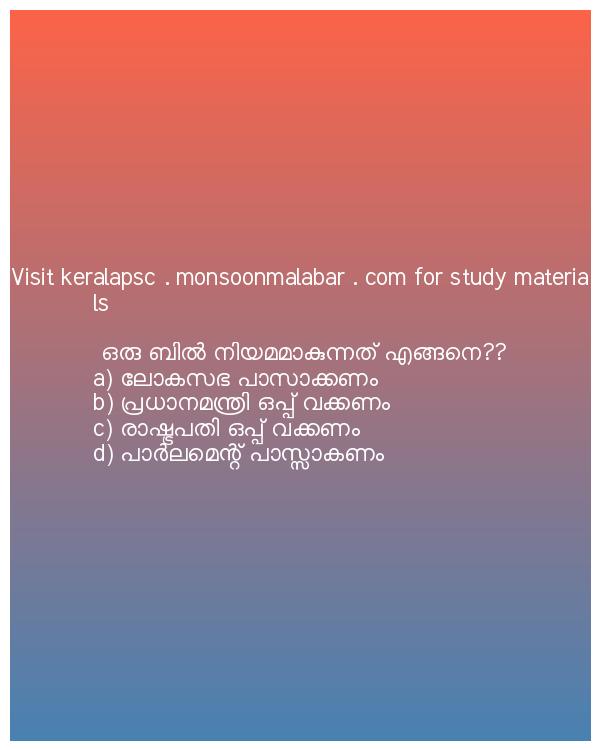 Visit keralapsc . monsoonmalabar . com for study materia
ls
ഒരു ബിൽ നിയമമാകുന്നത് എങ്ങനെ??
a) ലോകസഭ പാസാക്കണം
b) പ്രധാനമന്ത്രി ഒപ്പ് വക്കണം
c) രാഷ്ട്രപതി ഒപ്പ് വക്കണം
d) പാർലമെന്റ് പാസ്സാകണം